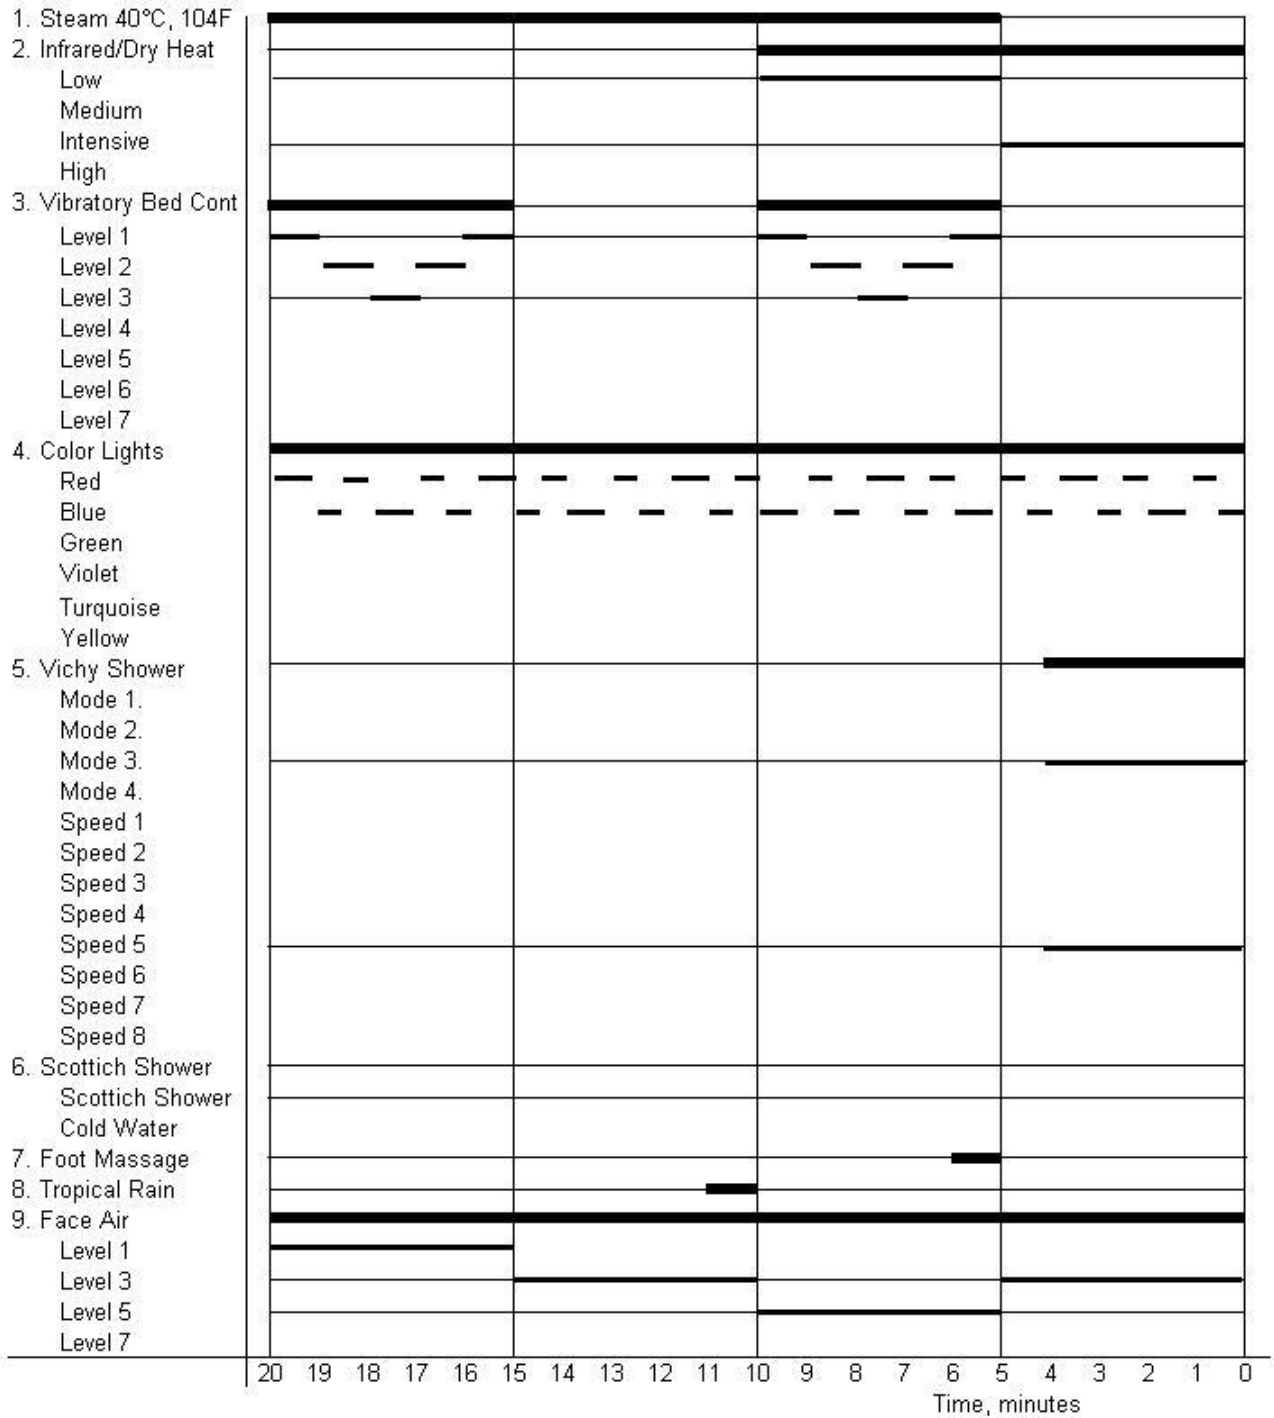 1. Steam 40°C, 104F
2. Infrared/Dry Heat
Low
Medium
Intensive
High
3. Vibratory Bed Cont
Level 1
Level 2
Level 3
Level 4
Level 5
Level 6
Level 7
4. Color Lights
Red
Blue
Green
Violet
Turquoise
Yellow
5. Vichy Shower
Mode 1.
Mode 2.
Mode 3.
Mode 4.
Speed 1
Speed 2
Speed 3
Speed 4
Speed 5
Speed 6
Speed 7
Speed 8
6. Scottich Shower
Scottich Shower
Cold Water
7. Foot Massage
8. Tropical Rain
9. Face Air
Level 1
Level 3
Level 5
Level 7
20 19 18 17 16 15 14 13 12 11 10 9 8 7 6 5 4 3 2 1 0
Time, minutes